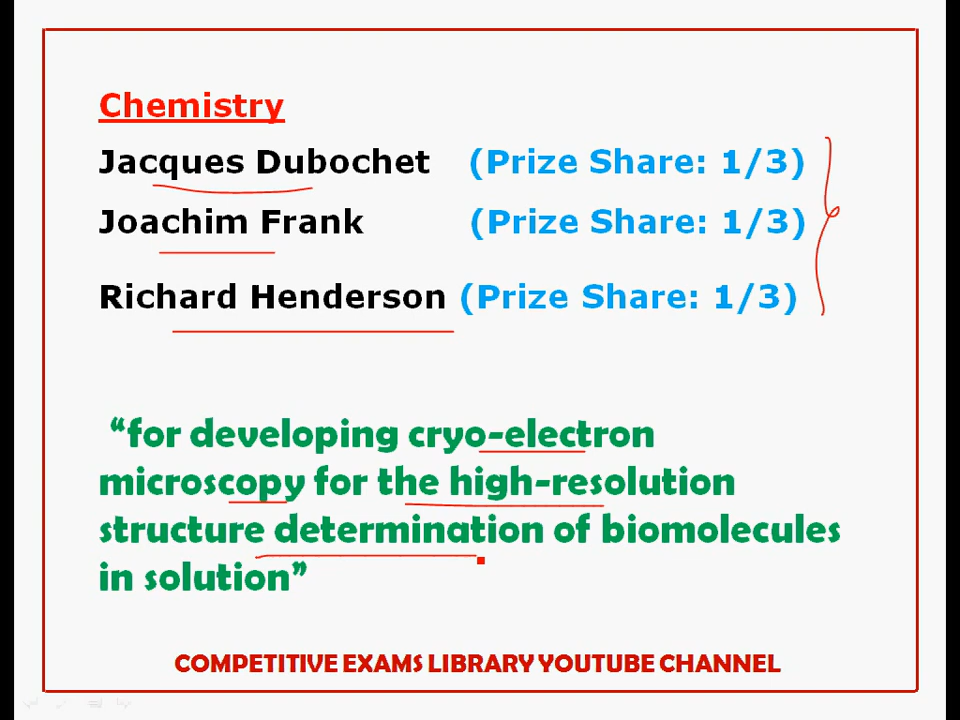 Chemistry
Jacques Dubochet (Prize Share: 1/3)
Joachim Frank (Prize Share: 1/3)
Richard Henderson (Prize Share: 1/3)
“for developing cryo-electron
microscopy for the high-resolution
structure determination of biomolecules
in solution”
COMPETITIVE EXAMS LIBRARY YOUTUBE CHANNEL